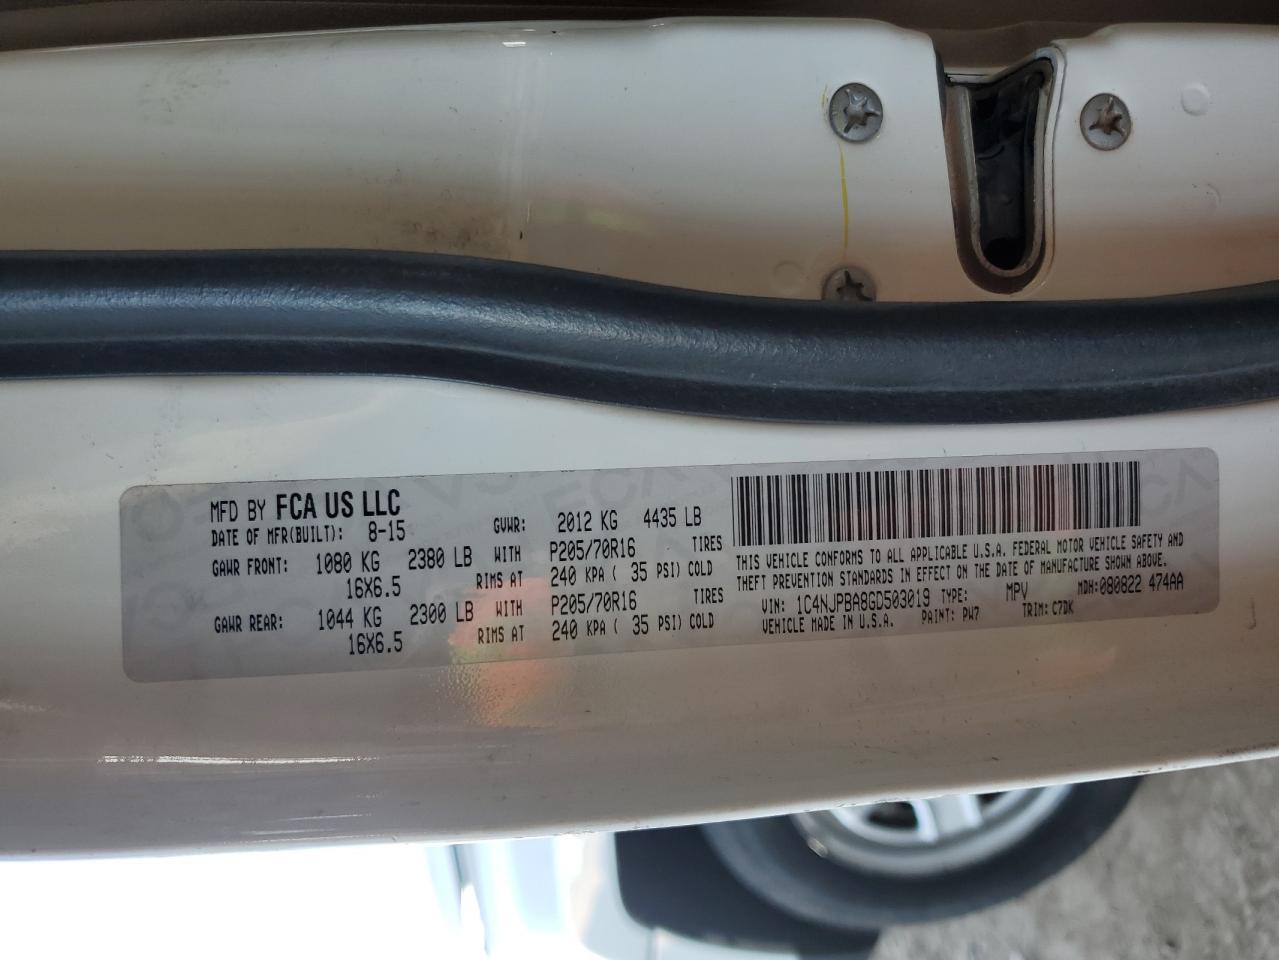 MFD BY FCA US LLC
DATE OF MFR(BUILT): 8-15 GVWR: 2012 KG 4435 LB
GAWR FRONT: 1080 KG 2380 LB WITH P205/70R16 TIRES
16X6.5 RIMS AT 240 KPA ( 35 PSI) COLD
GAWR REAR: 1044 KG 2300 LB WITH P205/70R16 TIRES
16X6.5 RIMS AT 240 KPA ( 35 PSI) COLD
THIS VEHICLE CONFORMS TO ALL APPLICABLE U.S.A. FEDERAL MOTOR VEHICLE SAFETY AND
THEFT PREVENTION STANDARDS IN EFFECT ON THE DATE OF MANUFACTURE SHOWN ABOVE.
VIN: 1C4NJPBA8GD503019 TYPE: MPV MDH: 080822 474AA
VEHICLE MADE IN U.S.A. PAINT: PW7 TRIM: C7DK